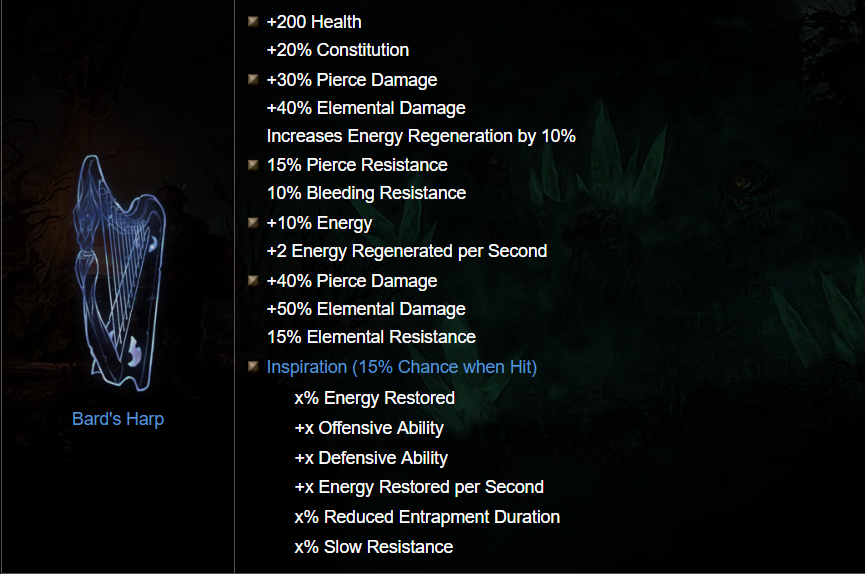 +200 Health
+20% Constitution
+30% Pierce Damage
+40% Elemental Damage
Increases Energy Regeneration by 10%
15% Pierce Resistance
10% Bleeding Resistance
+10% Energy
+2 Energy Regenerated per Second
+40% Pierce Damage
+50% Elemental Damage
15% Elemental Resistance
Inspiration (15% Chance when Hit)
x% Energy Restored
+x Offensive Ability
+x Defensive Ability
+x Energy Restored per Second
x% Reduced Entrapment Duration
x% Slow Resistance
Bard's Harp